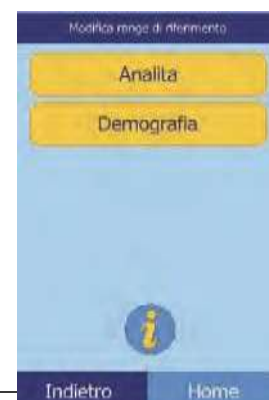 Modifica range di riferimento
Analita
Demografia
i
Indietro Home